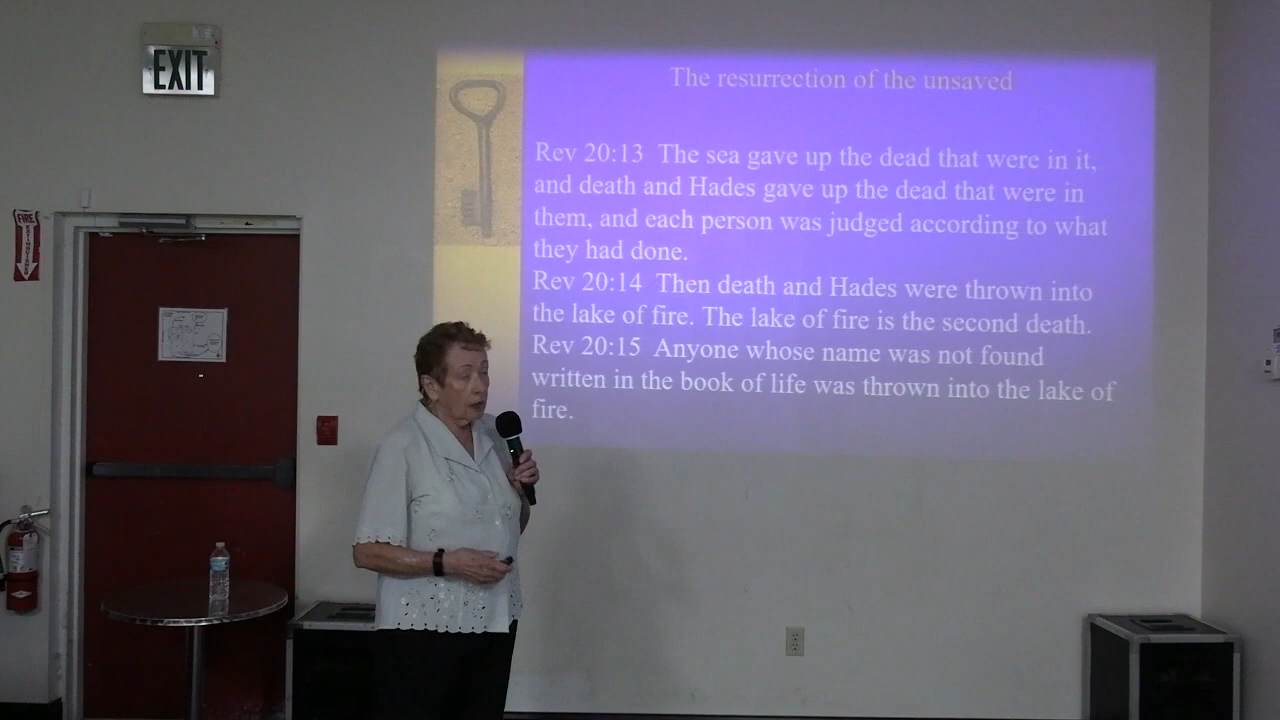 EXIT
The resurrection of the unsaved
Rev 20:13 The sea gave up the dead that were in it,
and death and Hades gave up the dead that were in
them, and each person was judged according to what
they had done.
Rev 20:14 Then death and Hades were thrown into
the lake of fire. The lake of fire is the second death.
Rev 20:15 Anyone whose name was not found
written in the book of life was thrown into the lake of
fire.
FIRE
EXTINGUISHER